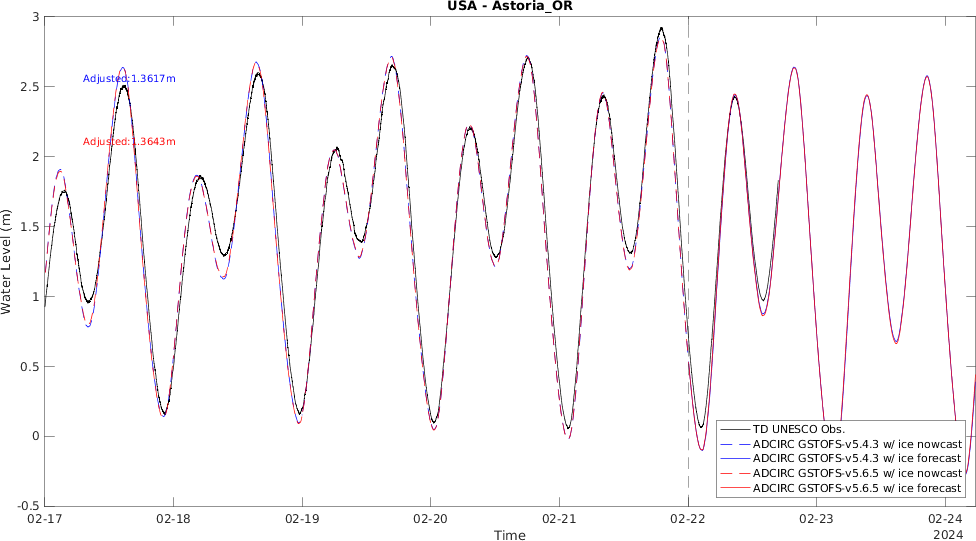 USA - Astoria_OR
3
2.5
2
1.5
1
0.5
0
-0.5
Water Level (m)
Adjusted:1.3617m
Adjusted:1.3643m
TD UNESCO Obs.
ADCIRC GSTOFS-v5.4.3 w/ ice nowcast
ADCIRC GSTOFS-v5.4.3 w/ ice forecast
ADCIRC GSTOFS-v5.6.5 w/ ice nowcast
ADCIRC GSTOFS-v5.6.5 w/ ice forecast
02-17 02-18 02-19 02-20 02-21 02-22 02-23 02-24
Time
2024